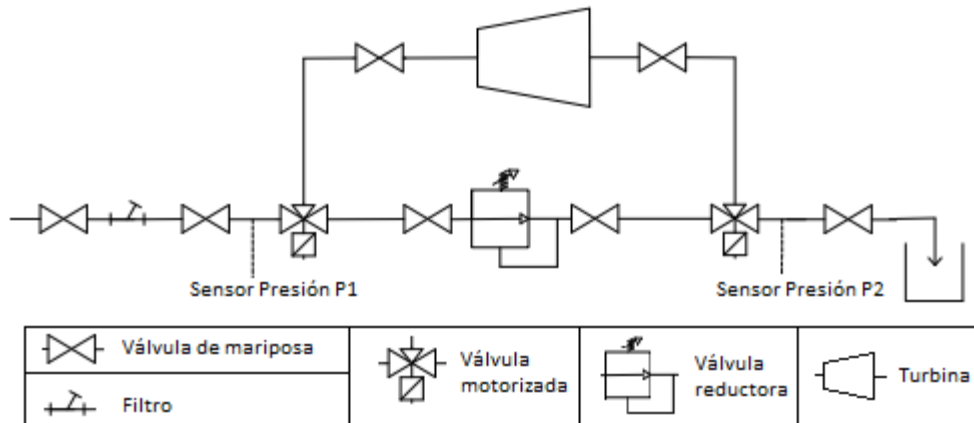 Sensor Presión P1
Sensor Presión P2
Válvula de mariposa
Filtro
Válvula
motorizada
Válvula
reductora
Turbina